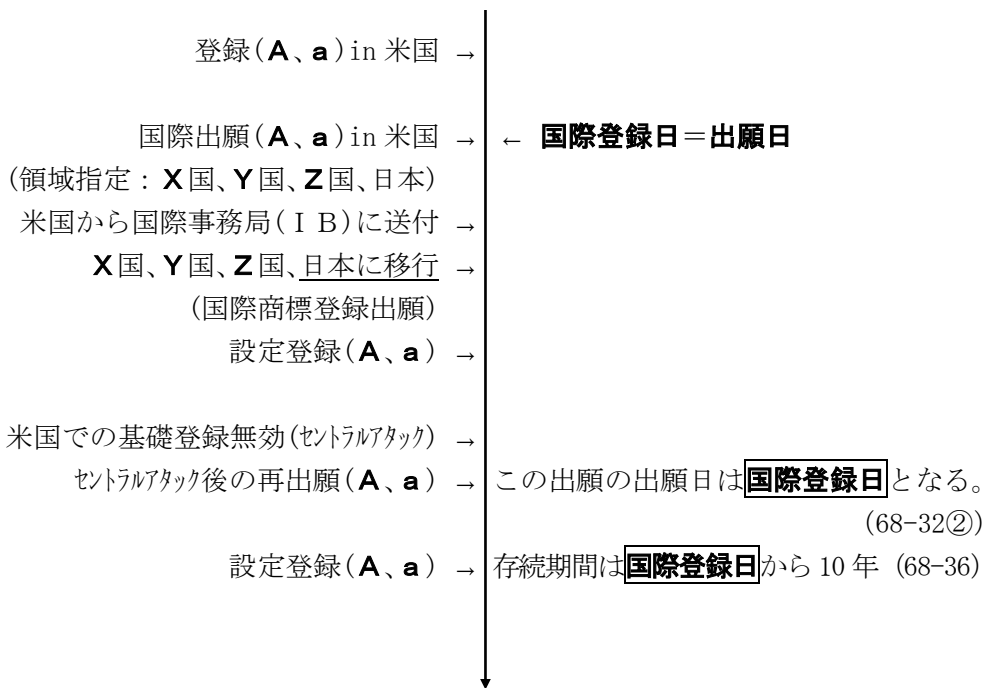 登録(A、a)in 米国 →
国際出願(A、a)in 米国 → ← 国際登録日＝出願日
(領域指定：X国、Y国、Z国、日本)
米国から国際事務局(ＩＢ)に送付 →
X国、Y国、Z国、日本に移行 →
(国際商標登録出願)
設定登録(A、a) →
米国での基礎登録無効(ｾﾝﾄﾗﾙｱﾀｯｸ) →
ｾﾝﾄﾗﾙｱﾀｯｸ後の再出願(A、a) → この出願の出願日は国際登録日となる。
(68-32②)
設定登録(A、a) → 存続期間は国際登録日から 10 年 (68-36)